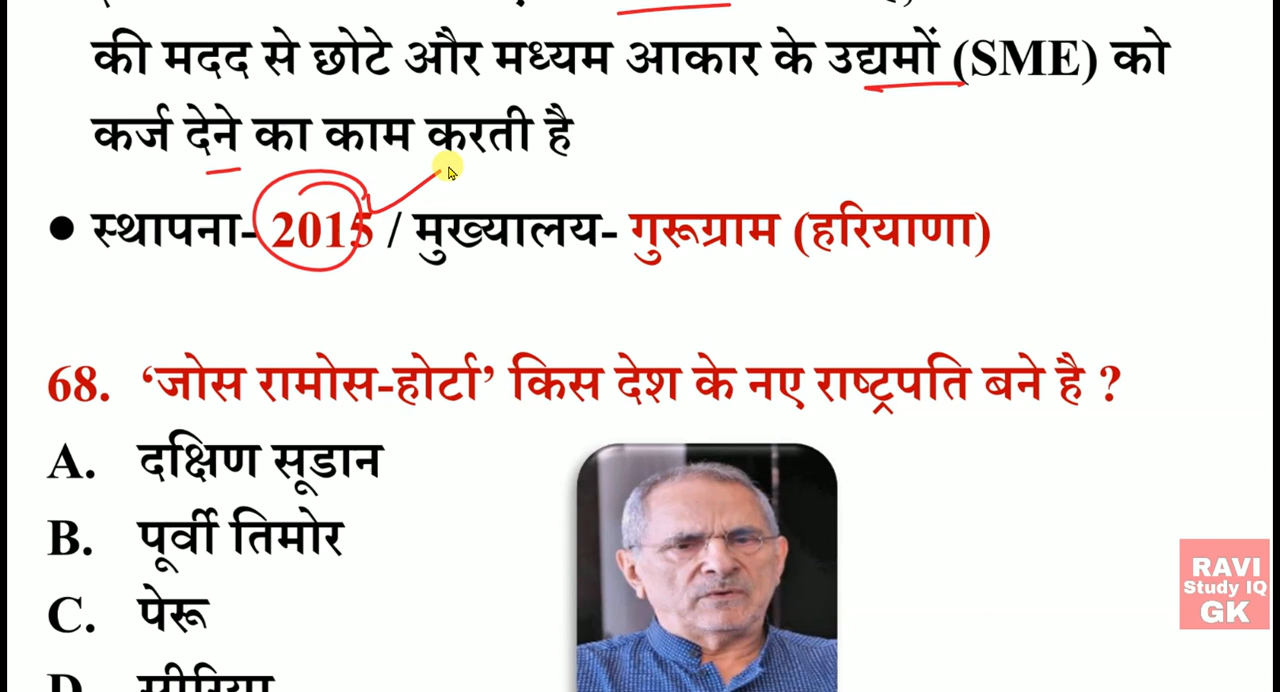 की मदद से छोटे और मध्यम आकार के उद्यमों (SME) को
कर्ज देने का काम करती है
● स्थापना- 2015 / मुख्यालय- गुरूग्राम (हरियाणा)
68. ‘जोस रामोस-होर्टा’ किस देश के नए राष्ट्रपति बने है ?
A. दक्षिण सूडान
B. पूर्वी तिमोर
C. पेरू
D.
RAVI
Study IQ
GK